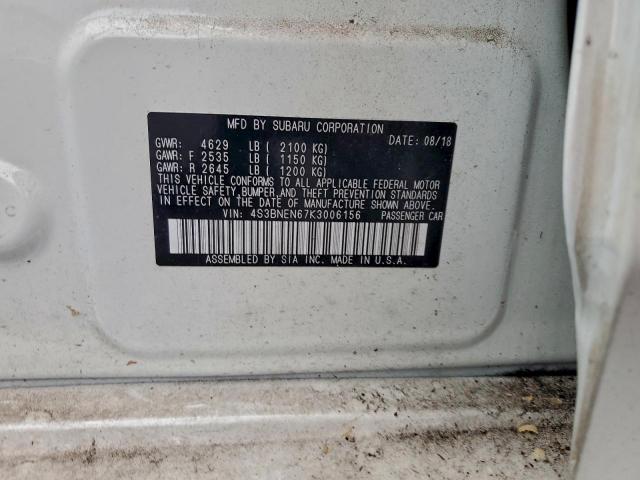 MFD BY SUBARU CORPORATION
DATE: 08/18
GVWR: 4629 LB ( 2100 KG)
GAWR: F 2535 LB ( 1150 KG)
GAWR: R 2645 LB ( 1200 KG)
THIS VEHICLE CONFORMS TO ALL APPLICABLE FEDERAL MOTOR
VEHICLE SAFETY,BUMPER,AND THEFT PREVENTION STANDARDS
IN EFFECT ON THE DATE OF MANUFACTURE SHOWN ABOVE.
VIN: 4S3BNEN67K3006156 PASSENGER CAR
ASSEMBLED BY SIA INC. MADE IN U.S.A.